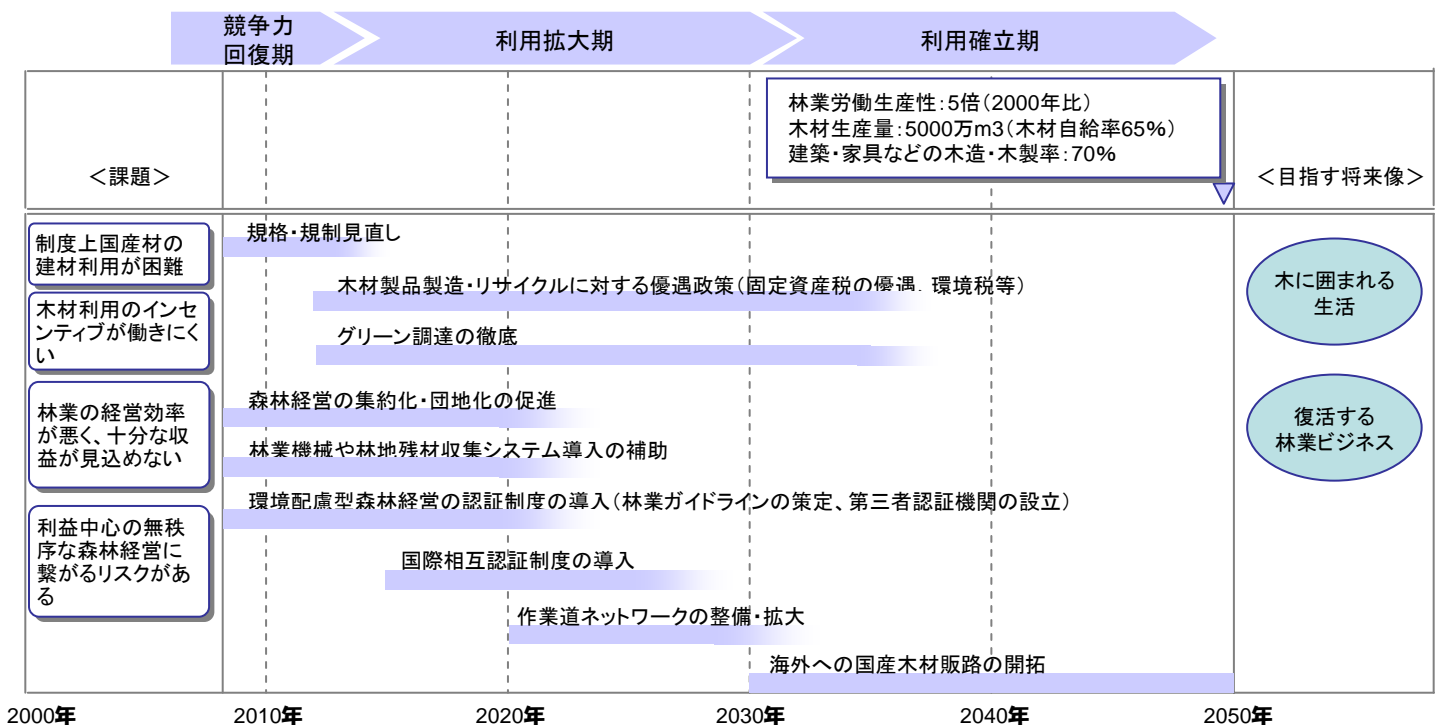 競争力
回復期
利用拡大期
利用確立期
林業労働生産性：5倍（2000年比）
木材生産量：5000万m3（木材自給率65％）
建築・家具などの木造・木製率：70％
＜課題＞
＜目指す将来像＞
制度上国産材の
建材利用が困難
木材利用のインセ
ンティブが働きにく
い
林業の経営効率
が悪く、十分な収
益が見込めない
利益中心の無秩
序な森林経営に
繋がるリスクがあ
る
規格・規制見直し
木材製品製造・リサイクルに対する優遇政策（固定資産税の優遇、環境税等）
グリーン調達の徹底
森林経営の集約化・団地化の促進
林業機械や林地残材収集システム導入の補助
環境配慮型森林経営の認証制度の導入（林業ガイドラインの策定、第三者認証機関の設立）
国際相互認証制度の導入
作業道ネットワークの整備・拡大
海外への国産木材販路の開拓
木に囲まれる
生活
復活する
林業ビジネス
2000年
2010年
2020年
2030年
2040年
2050年